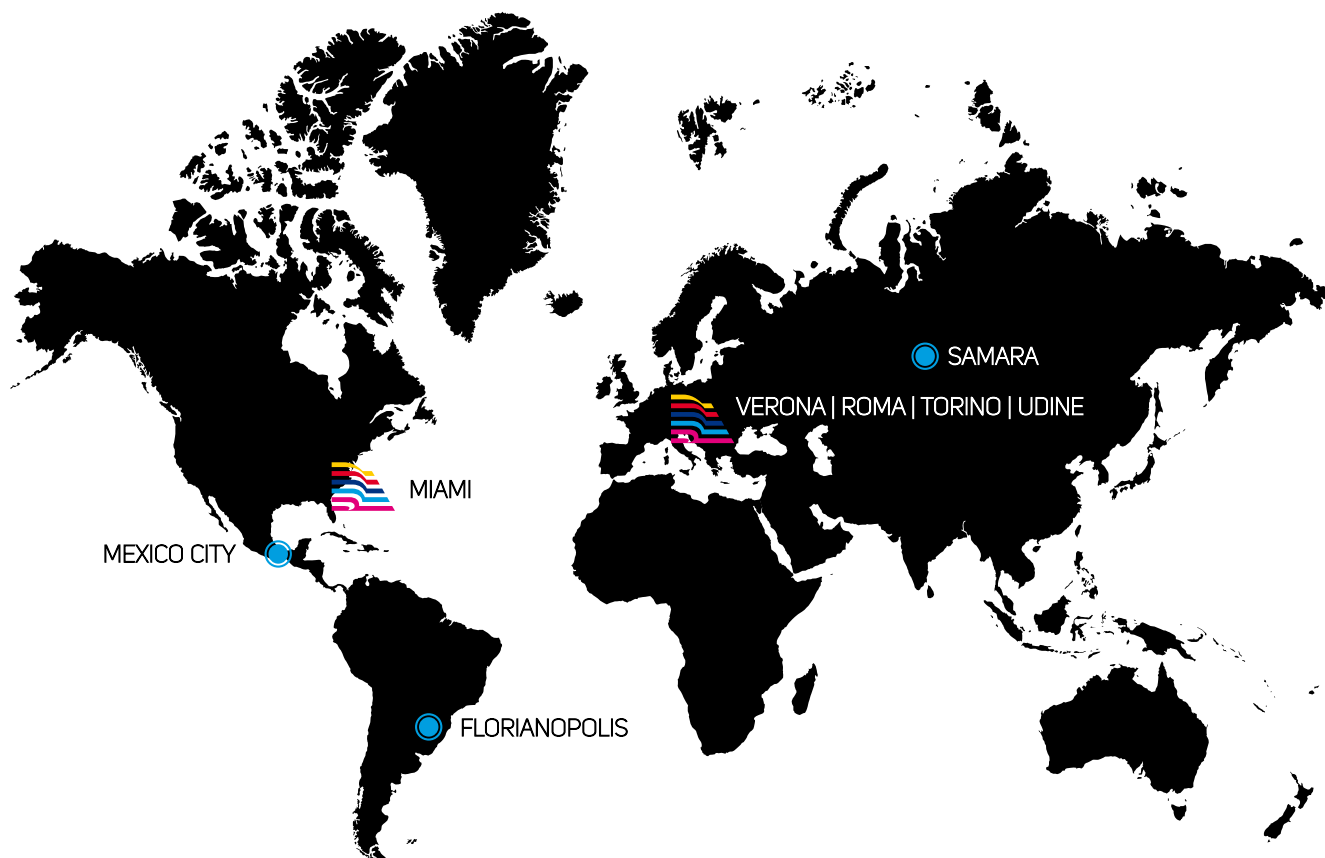 SAMARA
VERONA | ROMA | TORINO | UDINE
MIAMI
MEXICO CITY
FLORIANOPOLIS